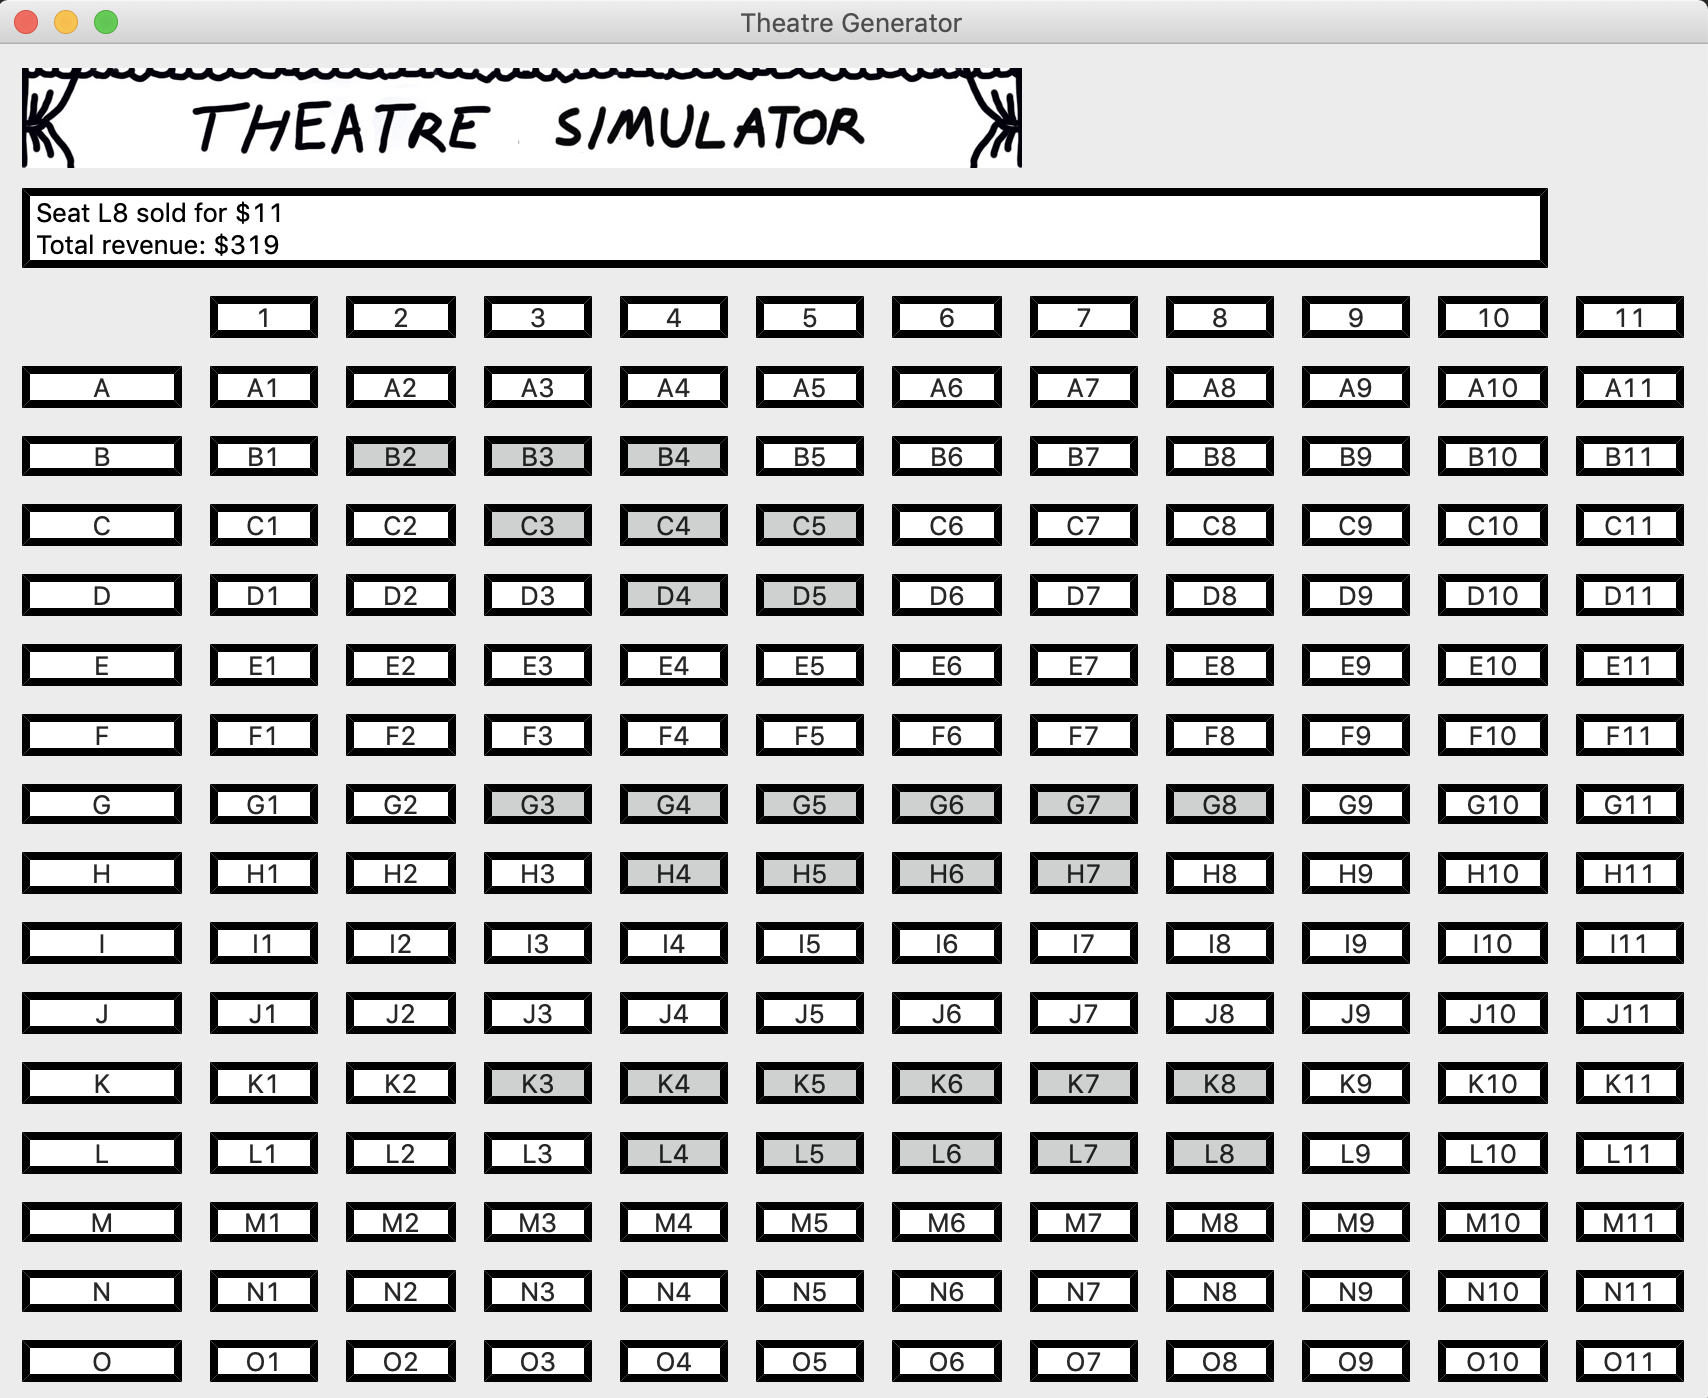 Theatre Generator
THEATRE SIMULATOR
Seat L8 sold for $11
Total revenue: $319
1 2 3 4 5 6 7 8 9 10 11
A A1 A2 A3 A4 A5 A6 A7 A8 A9 A10 A11
B B1 B2 B3 B4 B5 B6 B7 B8 B9 B10 B11
C C1 C2 C3 C4 C5 C6 C7 C8 C9 C10 C11
D D1 D2 D3 D4 D5 D6 D7 D8 D9 D10 D11
E E1 E2 E3 E4 E5 E6 E7 E8 E9 E10 E11
F F1 F2 F3 F4 F5 F6 F7 F8 F9 F10 F11
G G1 G2 G3 G4 G5 G6 G7 G8 G9 G10 G11
H H1 H2 H3 H4 H5 H6 H7 H8 H9 H10 H11
I I1 I2 I3 I4 I5 I6 I7 I8 I9 I10 I11
J J1 J2 J3 J4 J5 J6 J7 J8 J9 J10 J11
K K1 K2 K3 K4 K5 K6 K7 K8 K9 K10 K11
L L1 L2 L3 L4 L5 L6 L7 L8 L9 L10 L11
M M1 M2 M3 M4 M5 M6 M7 M8 M9 M10 M11
N N1 N2 N3 N4 N5 N6 N7 N8 N9 N10 N11
O O1 O2 O3 O4 O5 O6 O7 O8 O9 O10 O11